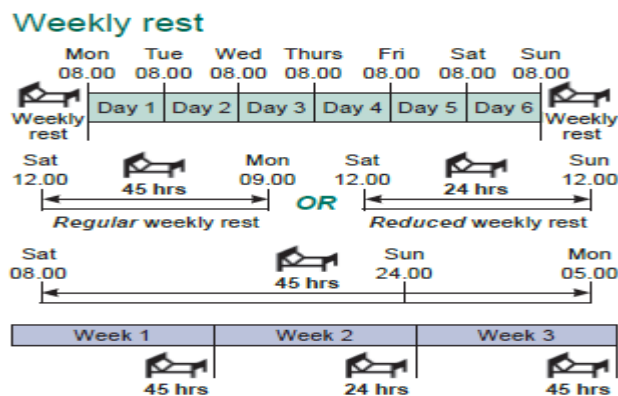 Weekly rest
Mon Tue Wed Thurs Fri Sat Sun
08.00 08.00 08.00 08.00 08.00 08.00 08.00
Weekly rest Day 1 Day 2 Day 3 Day 4 Day 5 Day 6 Weekly rest
Sat Mon Sat Sun
12.00 45 hrs 09.00 12.00 24 hrs 12.00
OR
Regular weekly rest Reduced weekly rest
Sat Sun Mon
08.00 45 hrs 24.00 05.00
Week 1 Week 2 Week 3
45 hrs 24 hrs 45 hrs